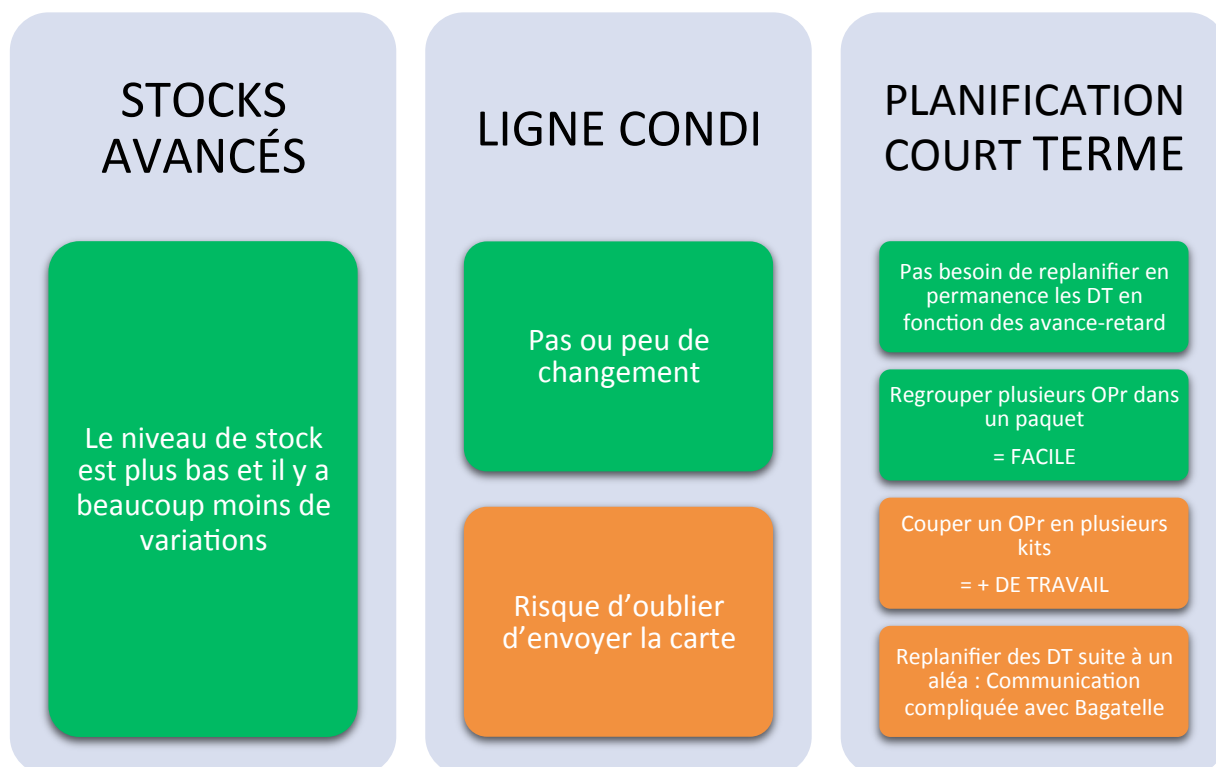 STOCKS
AVANCÉS
Le niveau de stock
est plus bas et il y a
beaucoup moins de
variations
LIGNE CONDI
Pas ou peu de
changement
Risque d’oublier
d’envoyer la carte
PLANIFICATION
COURT TERME
Pas besoin de replanifier en
permanence les DT en
fonction des avance-retard
Regrouper plusieurs OPr dans
un paquet
= FACILE
Couper un OPr en plusieurs
kits
= + DE TRAVAIL
Replanifier des DT suite à un
aléa : Communication
compliquée avec Bagatelle